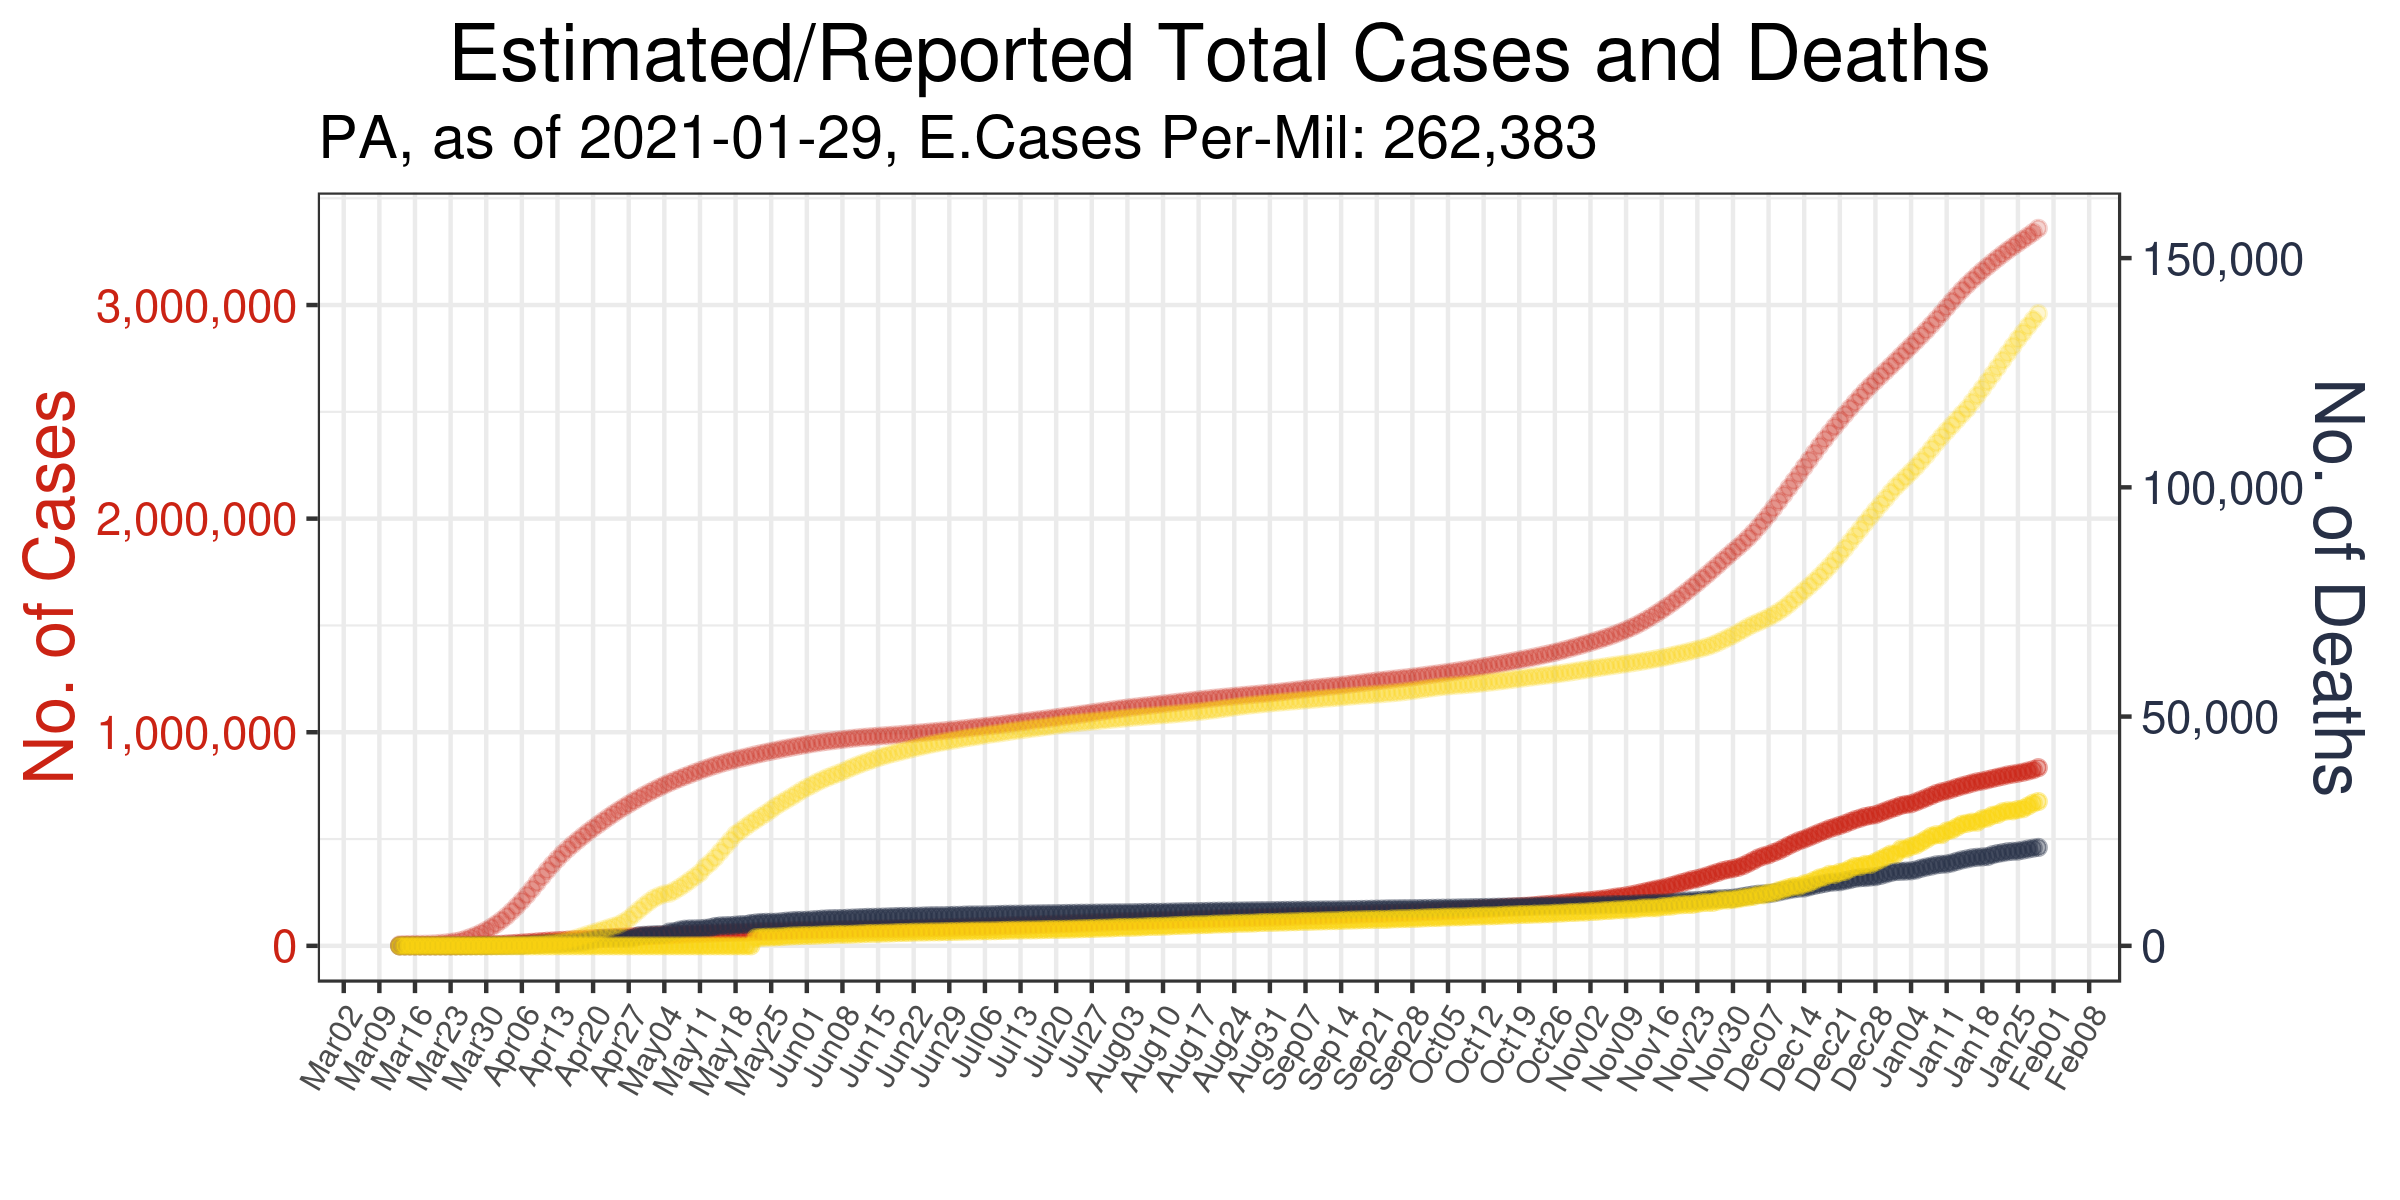 Estimated/Reported Total Cases and Deaths
PA, as of 2021-01-29, E.Cases Per-Mil: 262,383
No. of Cases
3,000,000
2,000,000
1,000,000
0
150,000
100,000
50,000
0
No. of Deaths
Mar02
Mar09
Mar16
Mar23
Mar30
Apr06
Apr13
Apr20
Apr27
May04
May11
May18
May25
Jun01
Jun08
Jun15
Jun22
Jun29
Jul06
Jul13
Jul20
Jul27
Aug03
Aug10
Aug17
Aug24
Aug31
Sep07
Sep14
Sep21
Sep28
Oct05
Oct12
Oct19
Oct26
Nov02
Nov09
Nov16
Nov23
Nov30
Dec07
Dec14
Dec21
Dec28
Jan04
Jan11
Jan18
Jan25
Feb01
Feb08